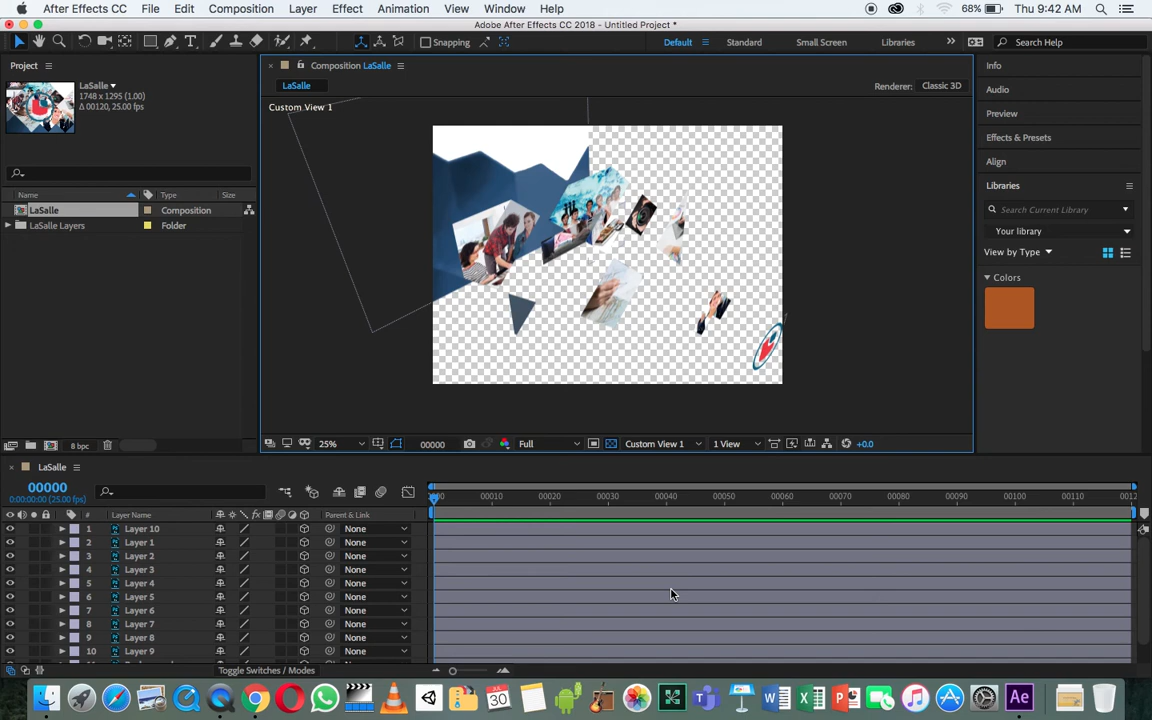 After Effects CC File Edit Composition Layer Effect Animation View Window Help 68% Thu 9:42 AM
Adobe After Effects CC 2018 - Untitled Project *
Snapping Default Standard Small Screen Libraries Search Help
Project
LaSalle
1748 x 1295 (1.00)
Δ 00120, 25.00 fps
Name Type Size
LaSalle Composition
LaSalle Layers Folder
8 bpc
Composition LaSalle
LaSalle
Renderer: Classic 3D
Custom View 1
25% 00000 Full Custom View 1 1 View +0.0
Info
Audio
Preview
Effects & Presets
Align
Libraries
Search Current Library
Your library
View by Type
Colors
LaSalle
00000
0:00:00:00 (25.00 fps)
00010 00020 00030 00040 00050 00060 00070 00080 00090 00100 00110
# Layer Name Parent & Link
1 Layer 10 None
2 Layer 1 None
3 Layer 2 None
4 Layer 3 None
5 Layer 4 None
6 Layer 5 None
7 Layer 6 None
8 Layer 7 None
9 Layer 8 None
10 Layer 9 None
Toggle Switches / Modes